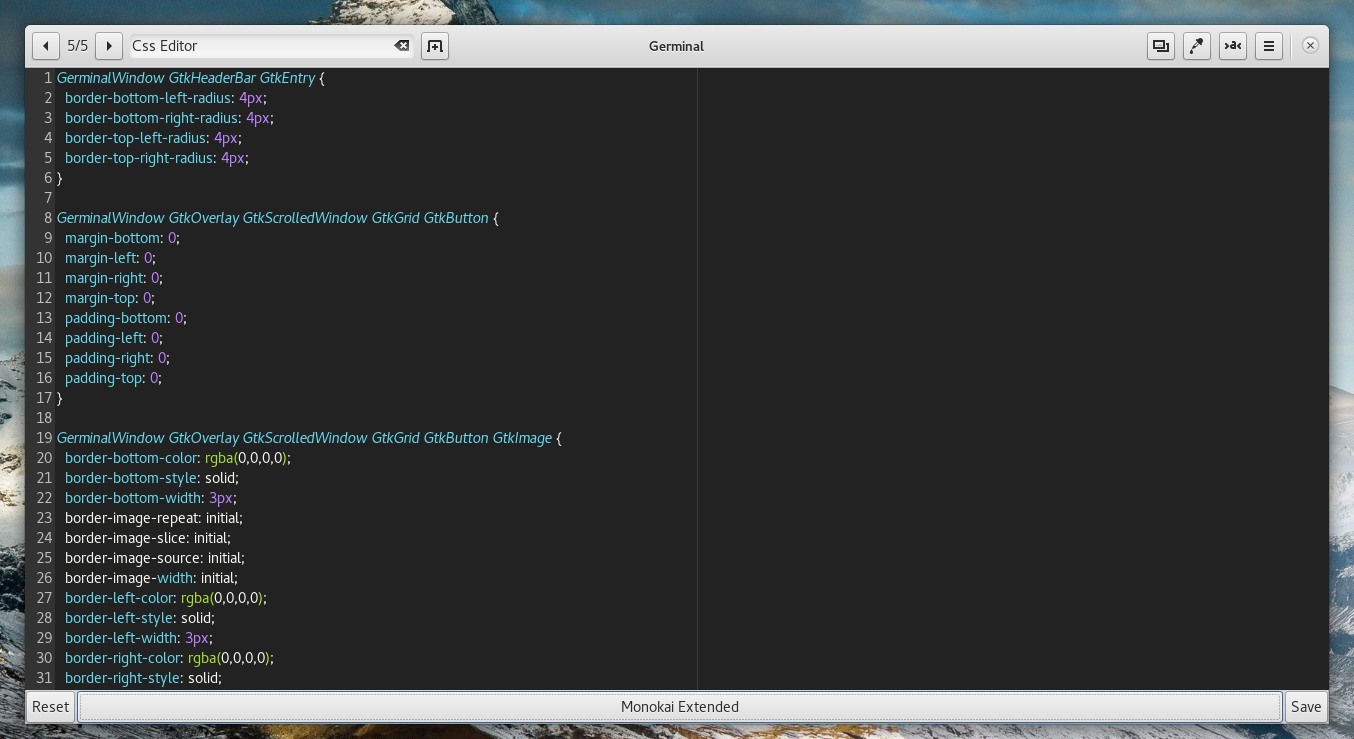 5/5 Css Editor Germinal >a<
1 GerminalWindow GtkHeaderBar GtkEntry {
2 border-bottom-left-radius: 4px;
3 border-bottom-right-radius: 4px;
4 border-top-left-radius: 4px;
5 border-top-right-radius: 4px;
6 }
7
8 GerminalWindow GtkOverlay GtkScrolledWindow GtkGrid GtkButton {
9 margin-bottom: 0;
10 margin-left: 0;
11 margin-right: 0;
12 margin-top: 0;
13 padding-bottom: 0;
14 padding-left: 0;
15 padding-right: 0;
16 padding-top: 0;
17 }
18
19 GerminalWindow GtkOverlay GtkScrolledWindow GtkGrid GtkButton GtkImage {
20 border-bottom-color: rgba(0,0,0,0);
21 border-bottom-style: solid;
22 border-bottom-width: 3px;
23 border-image-repeat: initial;
24 border-image-slice: initial;
25 border-image-source: initial;
26 border-image-width: initial;
27 border-left-color: rgba(0,0,0,0);
28 border-left-style: solid;
29 border-left-width: 3px;
30 border-right-color: rgba(0,0,0,0);
31 border-right-style: solid;
Reset Monokai Extended Save